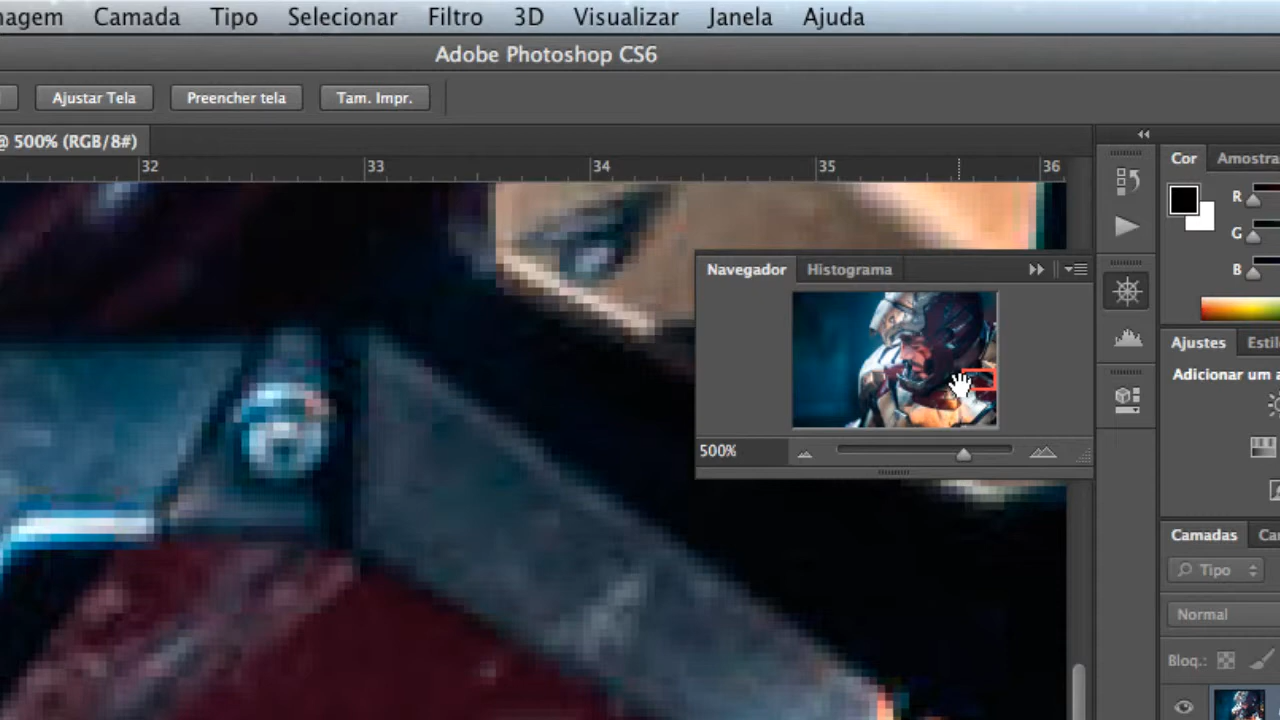 magem Camada Tipo Selecionar Filtro 3D Visualizar Janela Ajuda
Adobe Photoshop CS6
Ajustar Tela Preencher tela Tam. Impr.
@ 500% (RGB/8#)
32 33 34 35 36
Cor Amostra
R
G
B
Navegador Histograma
500%
Ajustes Estilo
Adicionar um a
Camadas Ca
Tipo
Normal
Bloq.: